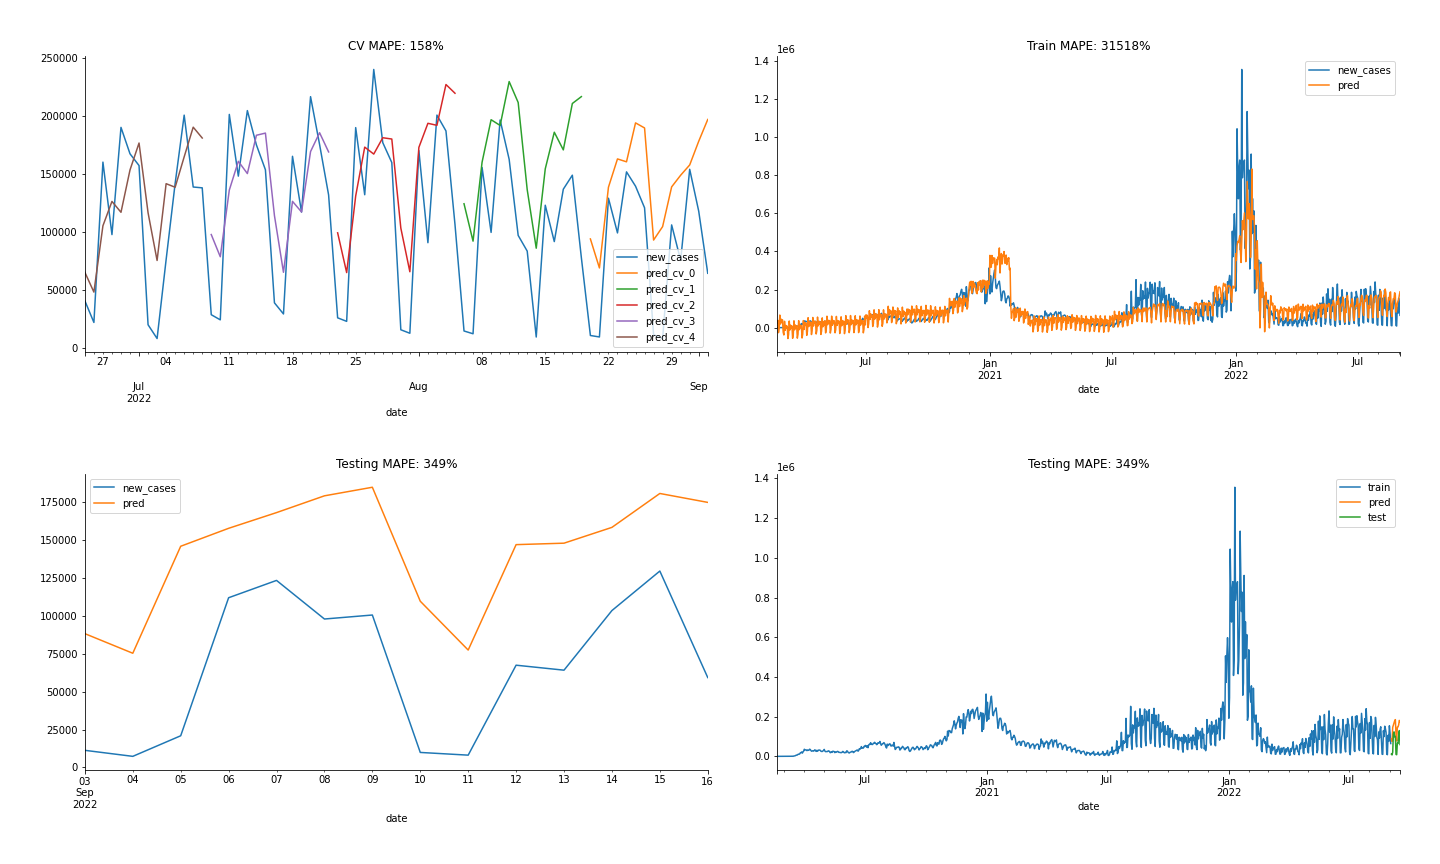 CV MAPE: 158%
250000
200000
150000
100000
50000
0
new_cases
pred_cv_0
pred_cv_1
pred_cv_2
pred_cv_3
pred_cv_4
27 04 11 18 25 08 15 22 29
Jul Aug Sep
2022
date
Train MAPE: 31518%
1e6
1.4
1.2
1.0
0.8
0.6
0.4
0.2
0.0
new_cases
pred
Jul Jan Jul Jan Jul
2021 2022
date
Testing MAPE: 349%
175000
150000
125000
100000
75000
50000
25000
0
new_cases
pred
03 04 05 06 07 08 09 10 11 12 13 14 15 16
Sep
2022
date
Testing MAPE: 349%
1e6
1.4
1.2
1.0
0.8
0.6
0.4
0.2
0.0
train
pred
test
Jul Jan Jul Jan Jul
2021 2022
date